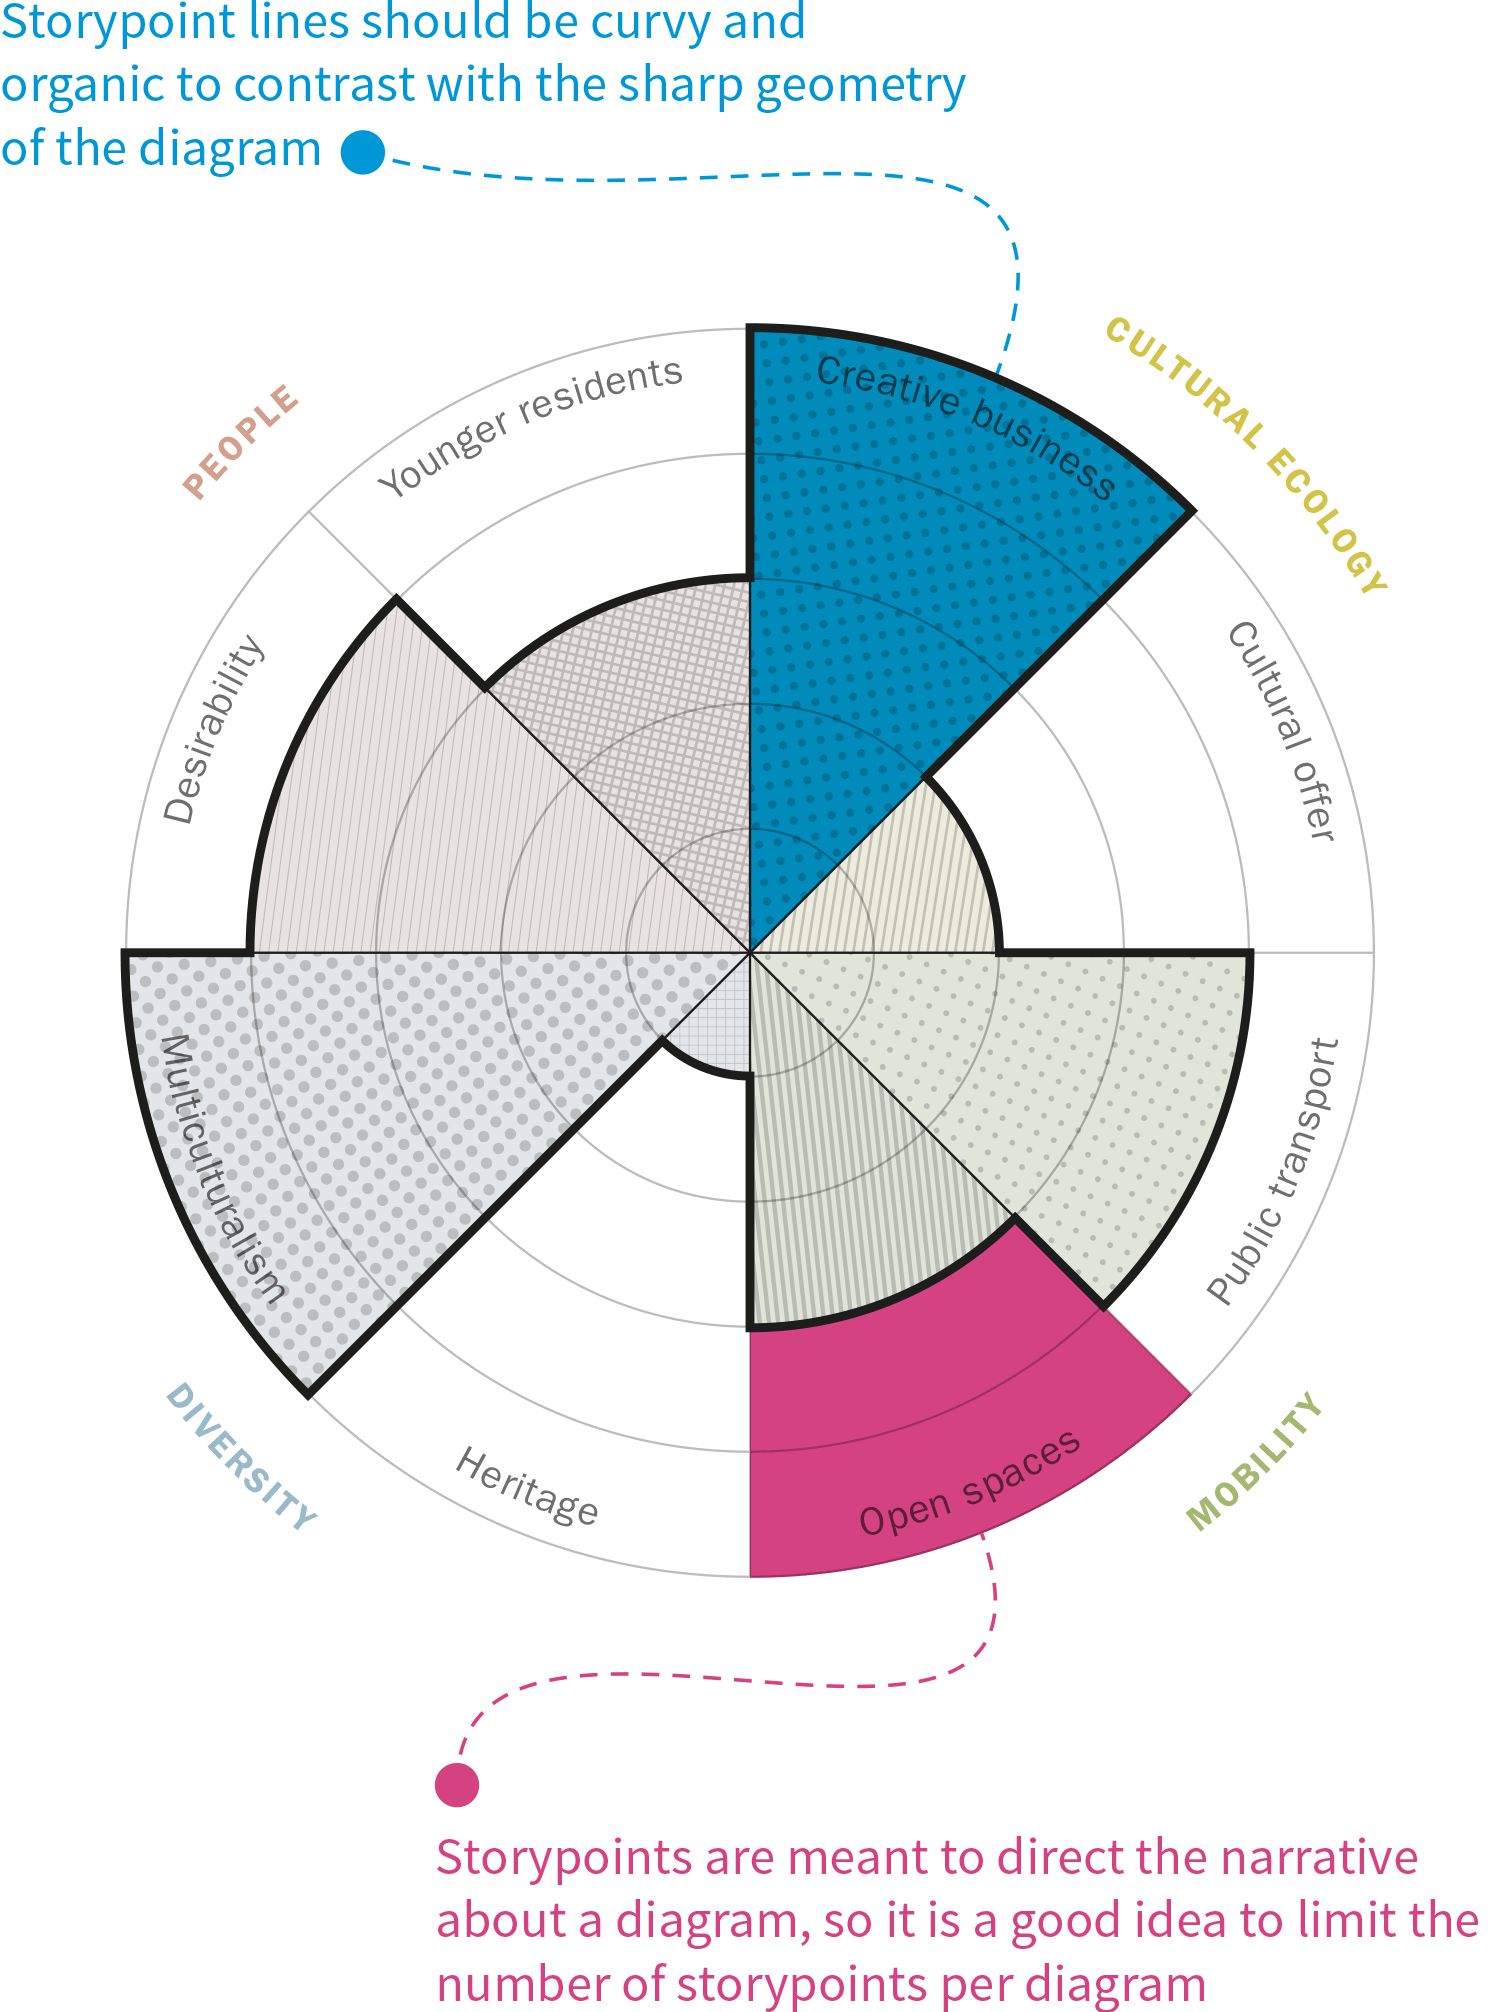 Storypoint lines should be curvy and
organic to contrast with the sharp geometry
of the diagram
CULTURAL ECOLOGY
PEOPLE
Younger residents
Creative business
Desirability
Cultural offer
Multiculturalism
Public transport
Heritage
Open spaces
DIVERSITY
MOBILITY
Storypoints are meant to direct the narrative
about a diagram, so it is a good idea to limit the
number of storypoints per diagram